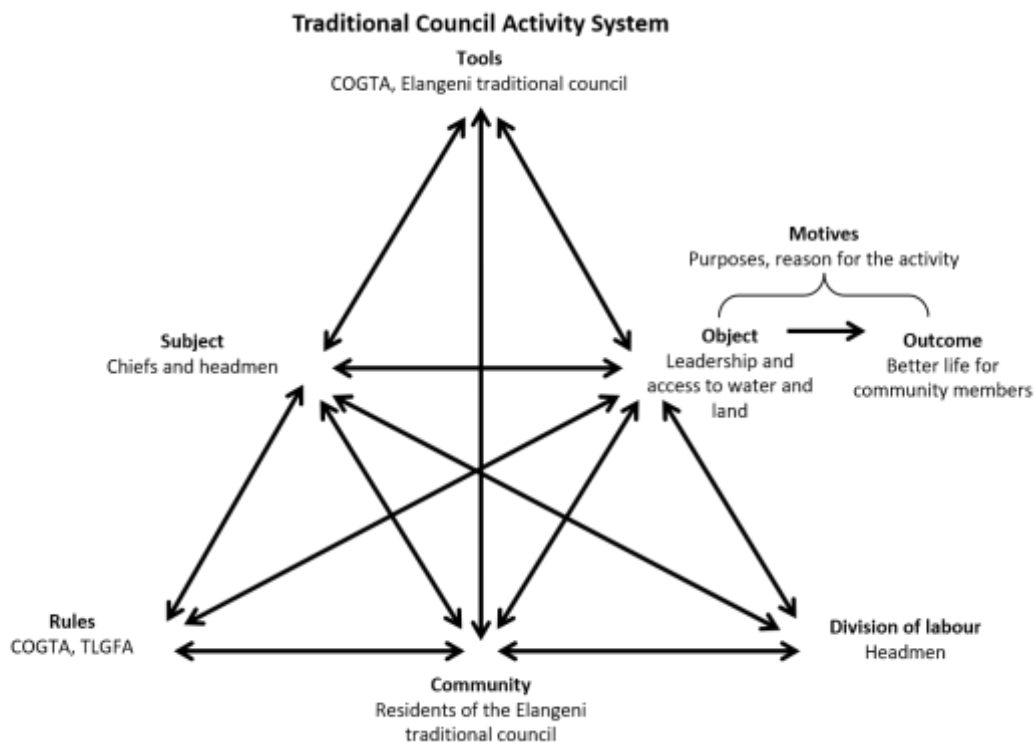 Traditional Council Activity System
Tools
COGTA, Elangeni traditional council
Motives
Purposes, reason for the activity
Subject
Chiefs and headmen
Object
Leadership and
access to water and
land
Outcome
Better life for
community members
Rules
COGTA, TLGFA
Community
Residents of the Elangeni
traditional council
Division of labour
Headmen